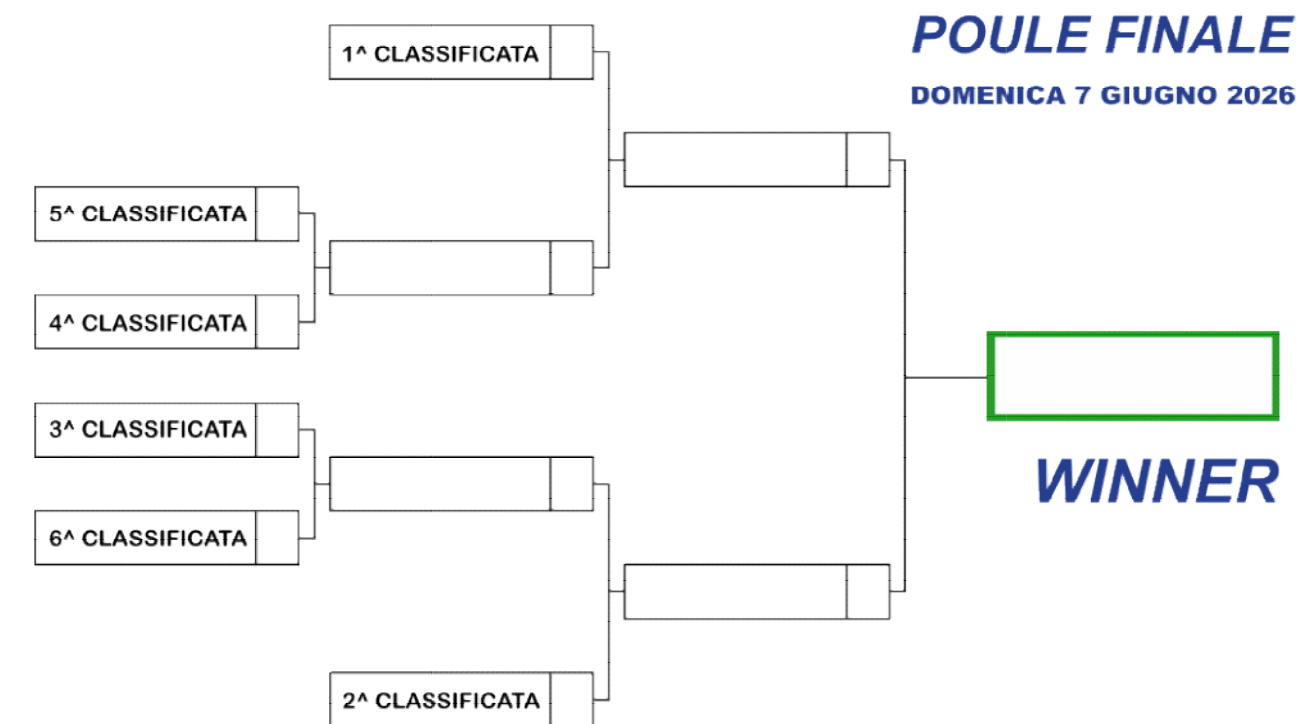 POULE FINALE
DOMENICA 7 GIUGNO 2026
1^ CLASSIFICATA
5^ CLASSIFICATA
4^ CLASSIFICATA
3^ CLASSIFICATA
6^ CLASSIFICATA
2^ CLASSIFICATA
WINNER